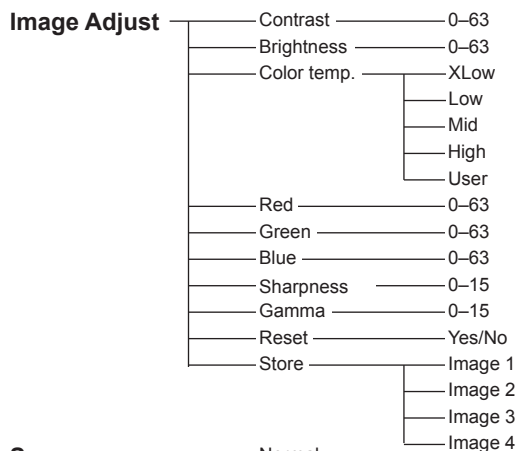 Image Adjust Contrast 0–63
Brightness 0–63
Color temp. XLow
Low
Mid
High
User
Red 0–63
Green 0–63
Blue 0–63
Sharpness 0–15
Gamma 0–15
Reset Yes/No
Store Image 1
Image 2
Image 3
Image 4